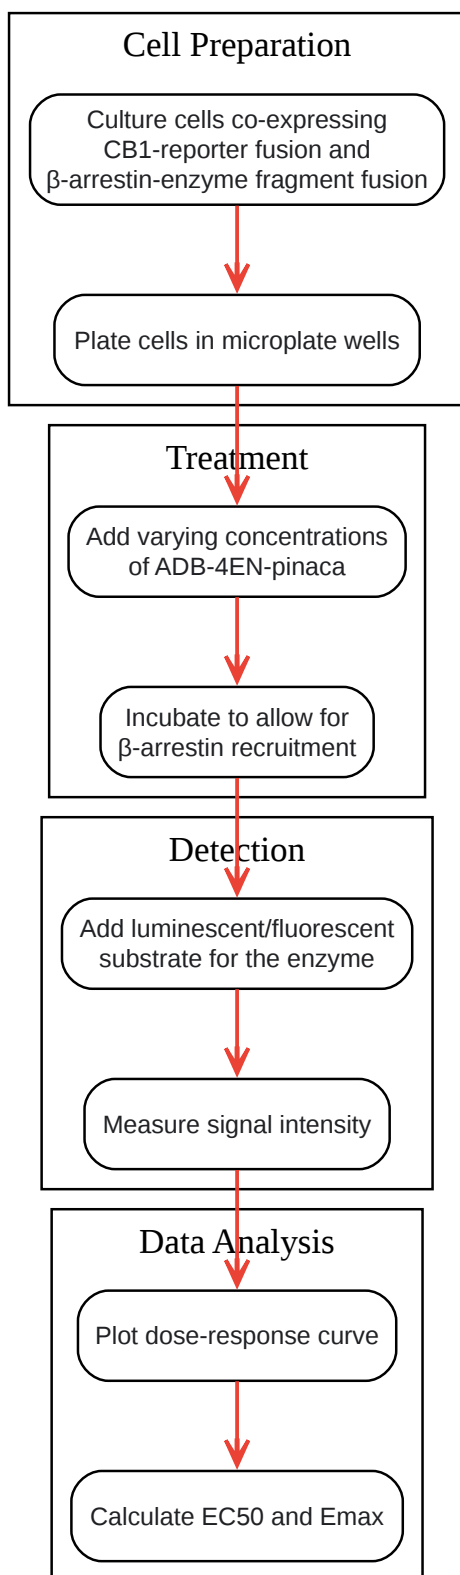 Cell Preparation
Culture cells co-expressing
CB1-reporter fusion and
β-arrestin-enzyme fragment fusion
Plate cells in microplate wells
Treatment
Add varying concentrations
of ADB-4EN-pinaca
Incubate to allow for
β-arrestin recruitment
Detection
Add luminescent/fluorescent
substrate for the enzyme
Measure signal intensity
Data Analysis
Plot dose-response curve
Calculate EC50 and Emax